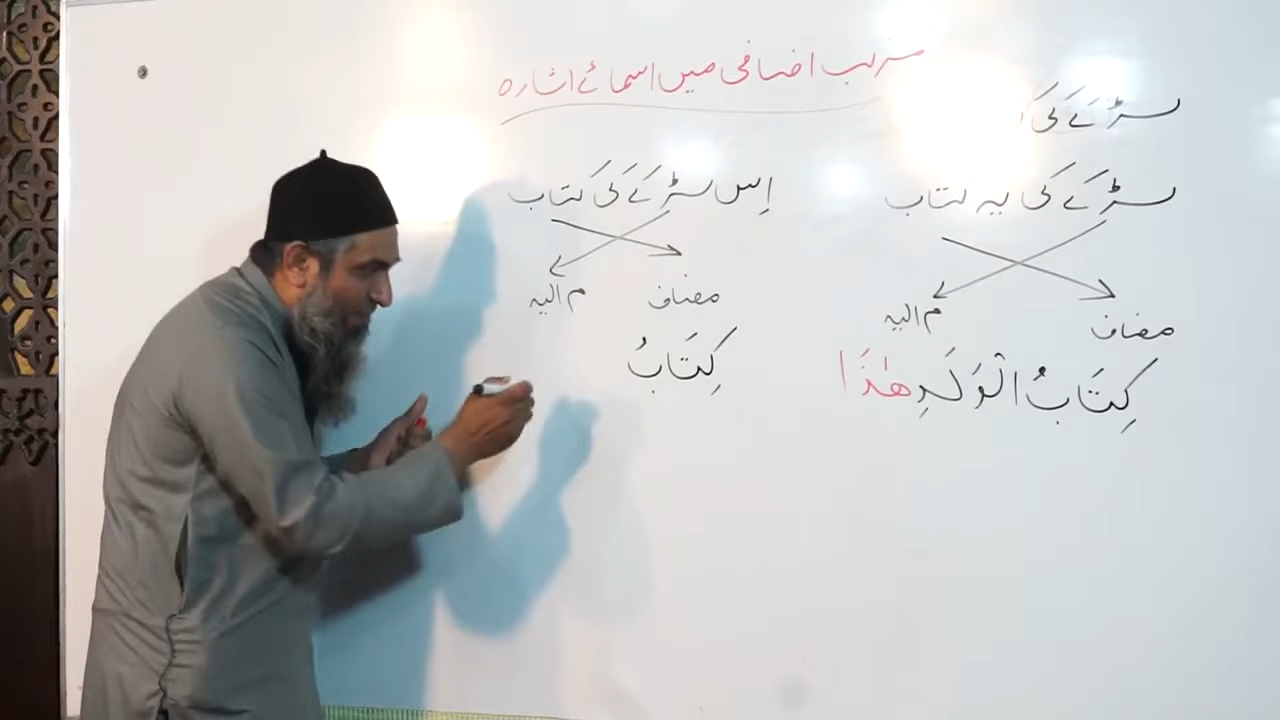 مرکب اضافی میں اسمائے اشارہ
لڑکے کی
لڑکے کی یہ کتاب
مضاف
م الیہ
كِتَابُ الْوَلَدِ هٰذَا
اِس لڑکے کی کتاب
مضاف
م الیہ
كِتَابُ